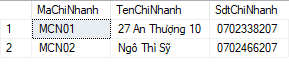 MaChiNhanh TenChiNhanh SdtChiNhanh
1 MCN01 27 An Thượng 10 0702338207
2 MCN02 Ngô Thì Sỹ 0702466207